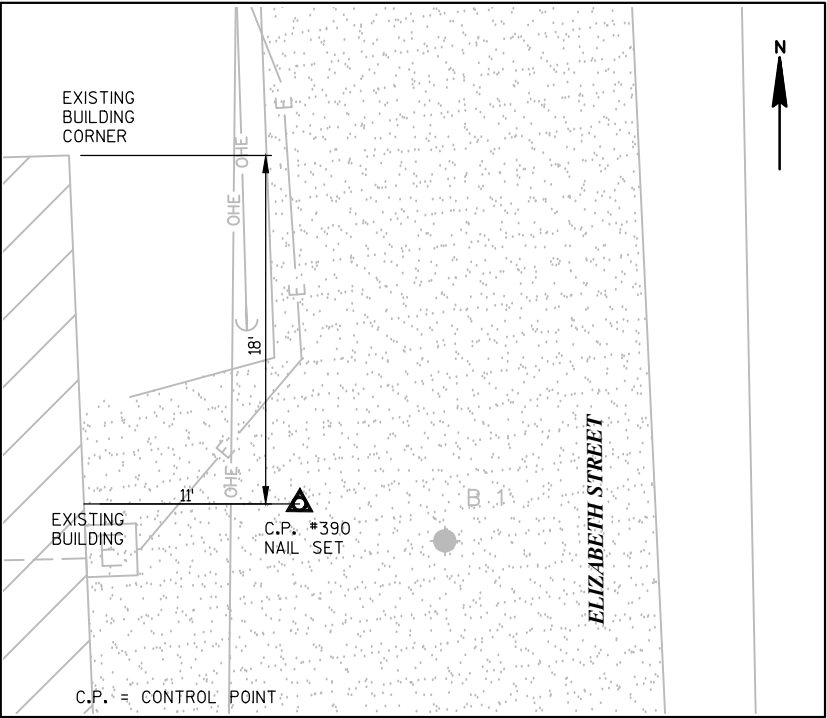 N
EXISTING
BUILDING
CORNER
OHE
E
OHE
E
18'
E
OHE
11'
B 1
EXISTING
BUILDING
E
C.P. #390
NAIL SET
ELIZABETH STREET
C.P. = CONTROL POINT